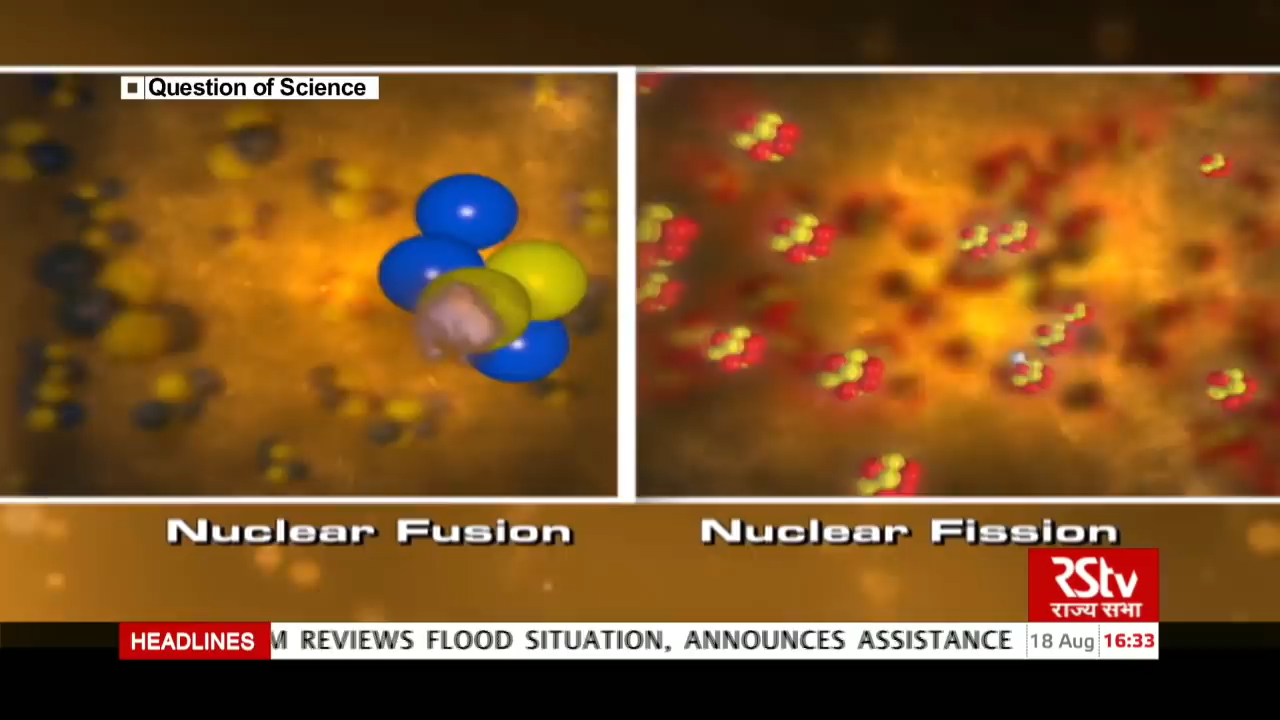 Question of Science
Nuclear Fusion
Nuclear Fission
RStv
राज्य सभा
HEADLINES
M REVIEWS FLOOD SITUATION, ANNOUNCES ASSISTANCE
18 Aug
16:33